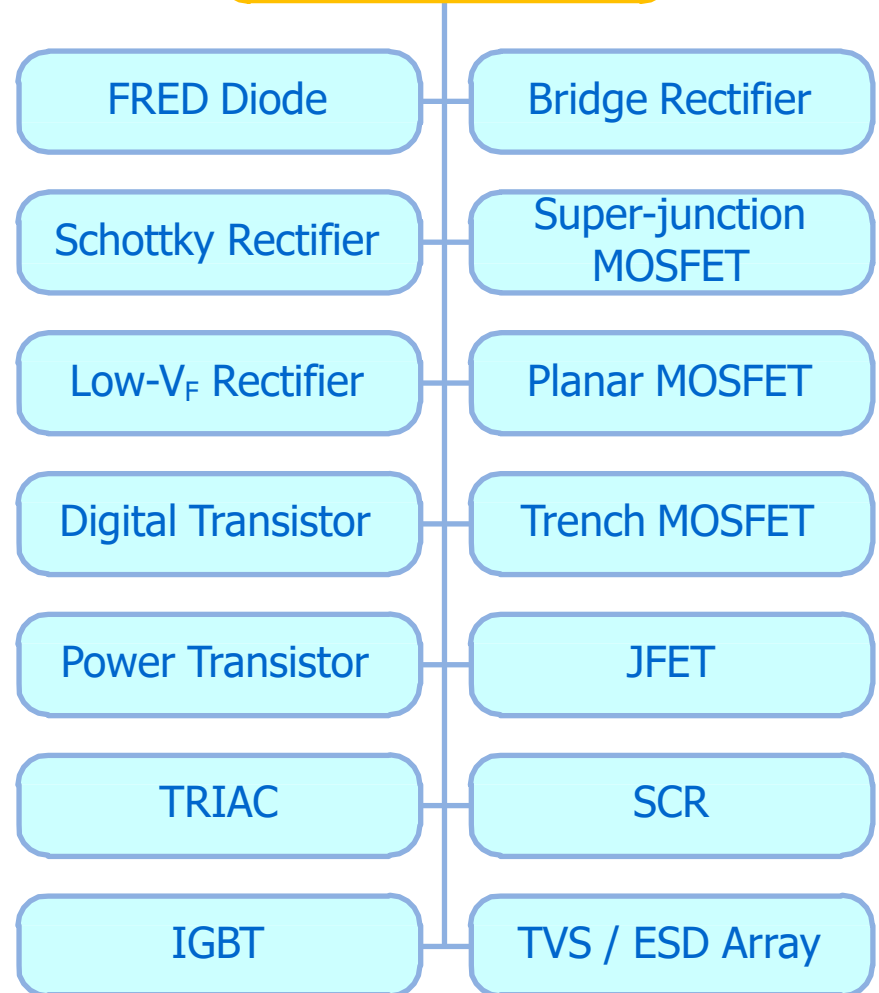 FRED Diode
Bridge Rectifier
Schottky Rectifier
Super-junction
MOSFET
Low-VF Rectifier
Planar MOSFET
Digital Transistor
Trench MOSFET
Power Transistor
JFET
TRIAC
SCR
IGBT
TVS / ESD Array